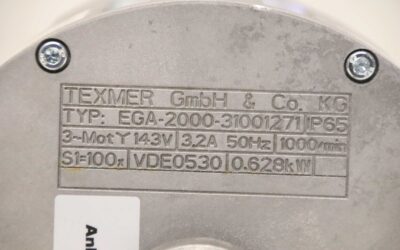 TEXMER GmbH & Co. KG
TYP: EGA-2000-31001271 IP65
3~Mot Y 143V 3,2A 50Hz 1000/min
S1=100% VDE0530 0.628kW